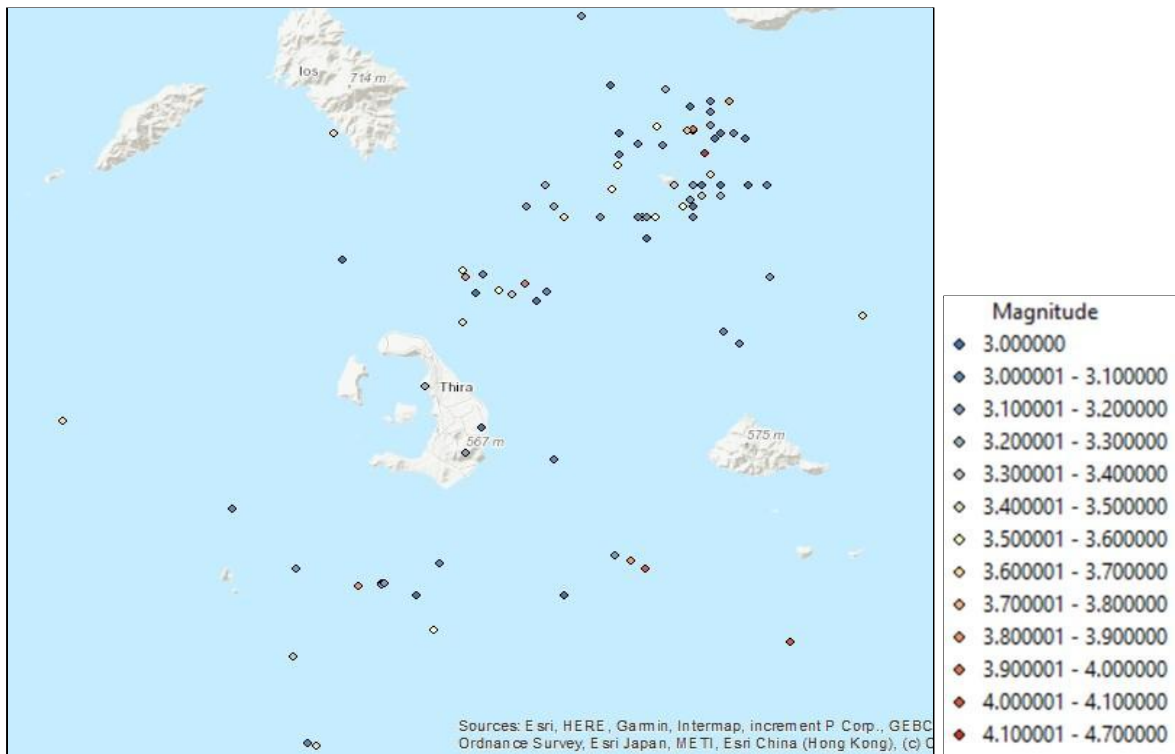 Ios
714 m
Thira
567 m
575 m
Sources: Esri, HERE, Garmin, Intermap, increment P Corp., GEBC
Ordnance Survey, Esri Japan, METI, Esri China (Hong Kong), (c) O
Magnitude
3.000000
3.000001 - 3.100000
3.100001 - 3.200000
3.200001 - 3.300000
3.300001 - 3.400000
3.400001 - 3.500000
3.500001 - 3.600000
3.600001 - 3.700000
3.700001 - 3.800000
3.800001 - 3.900000
3.900001 - 4.000000
4.000001 - 4.100000
4.100001 - 4.700000